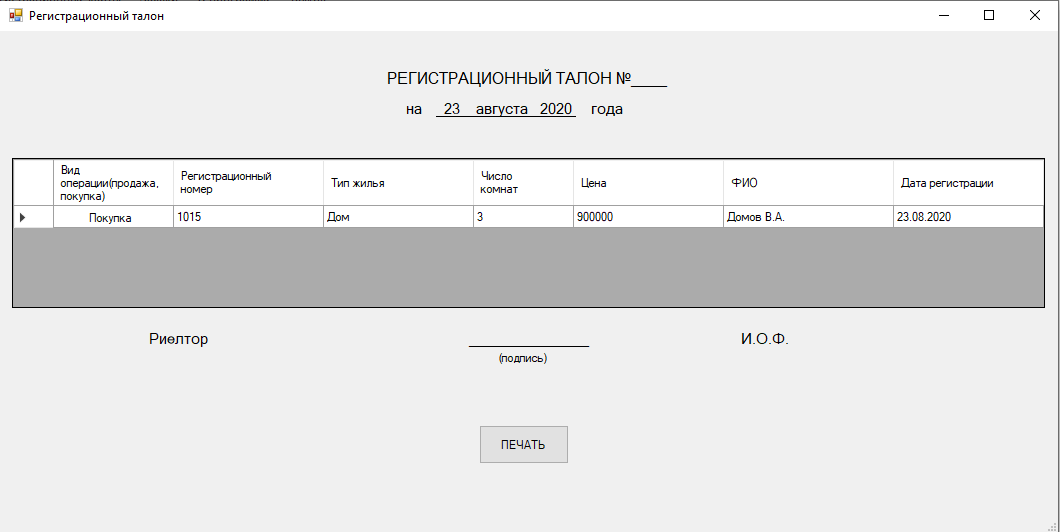 Регистрационный талон
РЕГИСТРАЦИОННЫЙ ТАЛОН №____
на 23 августа 2020 года
Вид
операции(продажа,
покупка)
Регистрационный
номер
Тип жилья
Число
комнат
Цена
ФИО
Дата регистрации
Покупка 1015 Дом 3 900000 Домов В.А. 23.08.2020
Риелтор _______________ И.О.Ф.
(подпись)
ПЕЧАТЬ